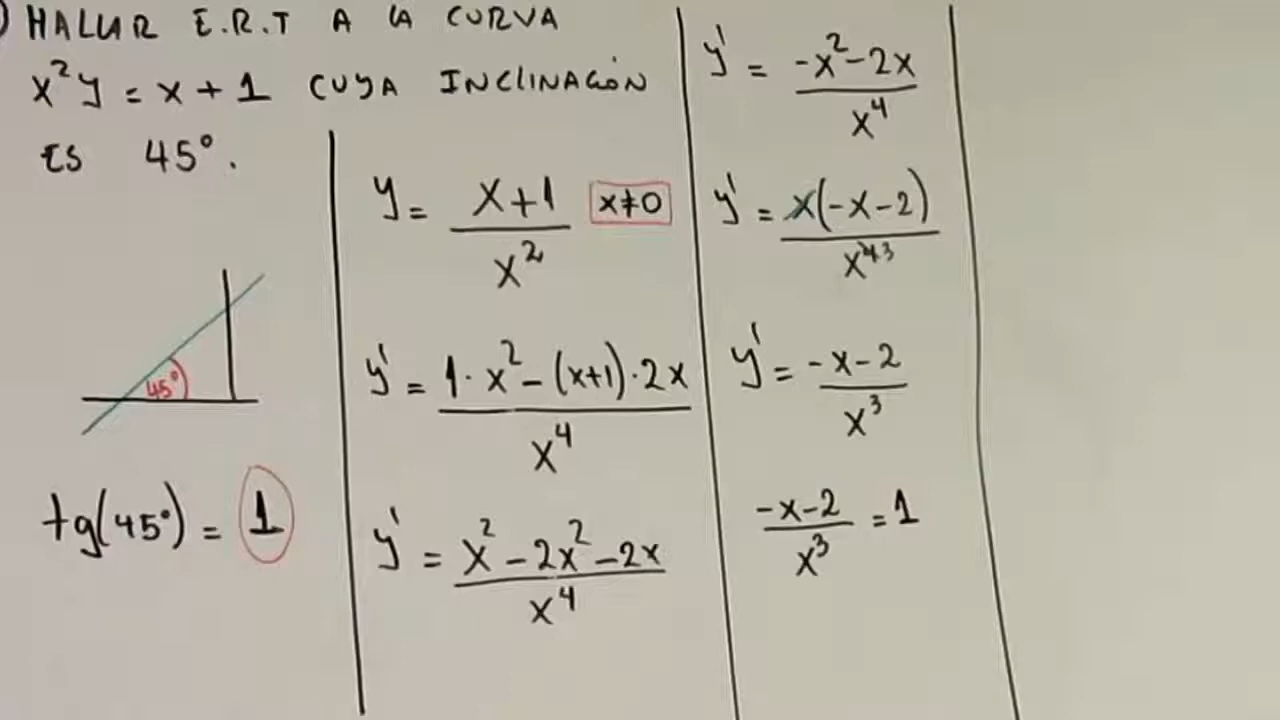 ) HALLAR E.R.T A LA CURVA
x²y = x + 1 CUYA INCLINACIÓN
ES 45°.
45°
tg(45°) = 1
y = (x+1)/x² x≠0
y' = (1·x² - (x+1)·2x)/x⁴
y' = (x² - 2x² - 2x)/x⁴
y' = (-x² - 2x)/x⁴
y' = x(-x-2)/x⁴³
y' = (-x-2)/x³
(-x-2)/x³ = 1